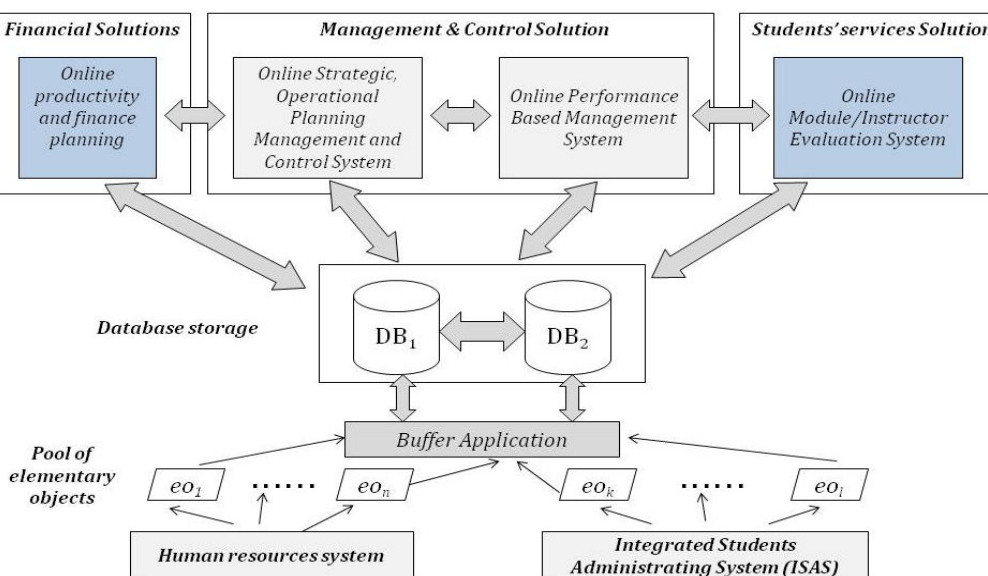 Financial Solutions
Management & Control Solution
Students' services Solution
Online
productivity
and finance
planning
Online Strategic,
Operational
Planning
Management and
Control System
Online Performance
Based Management
System
Online
Module/Instructor
Evaluation System
Database storage
DB1
DB2
Buffer Application
Pool of
elementary
objects
eo1
......
eon
eok
......
eol
Human resources system
Integrated Students
Administrating System (ISAS)